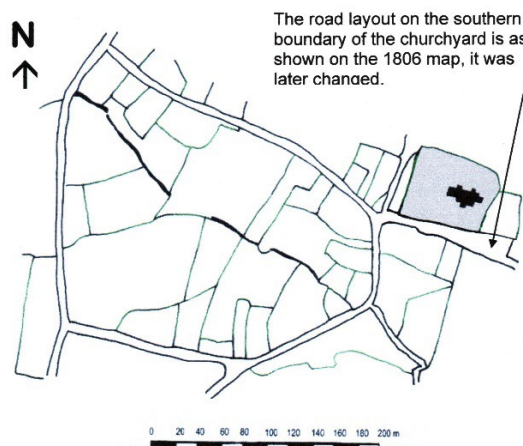 The road layout on the southern
boundary of the churchyard is as
shown on the 1806 map, it was
later changed.
N
0 20 40 60 80 100 120 140 160 180 200 m